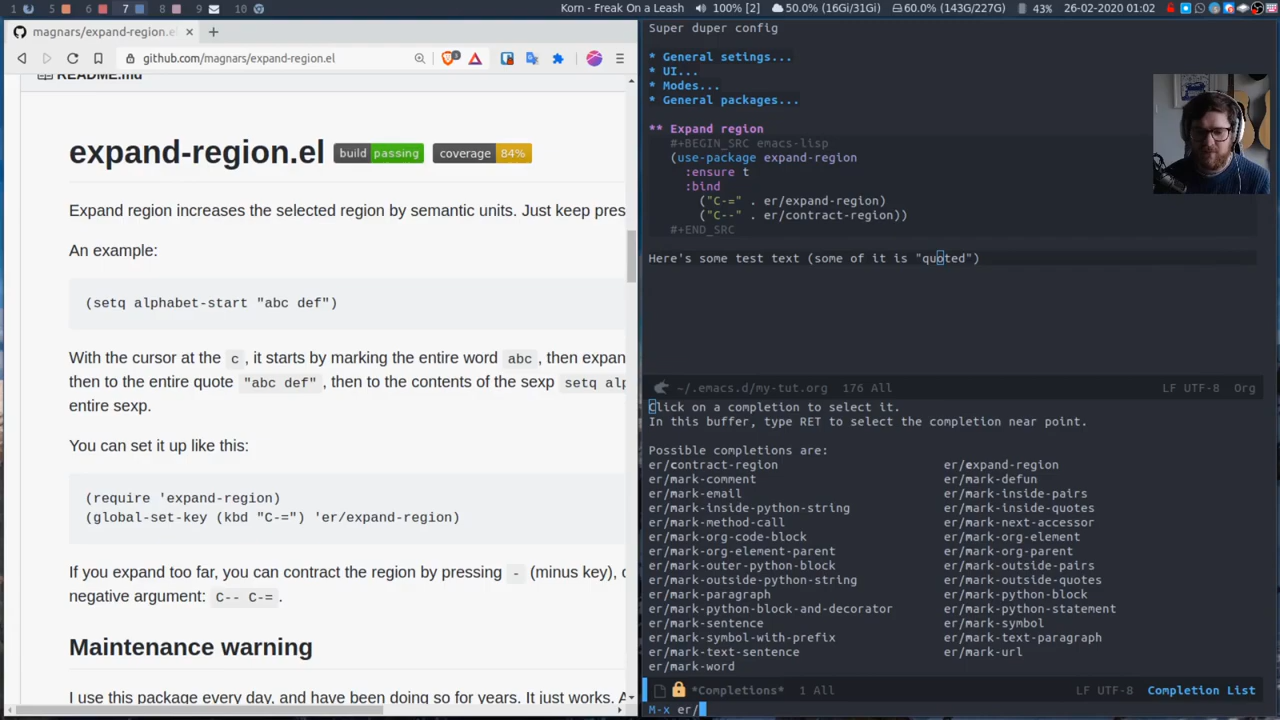 1 5 6 7 8 9 10
Korn - Freak On a Leash 100% [2] 50.0% (16Gi/31Gi) 60.0% (143G/227G) 43% 26-02-2020 01:02
magnars/expand-region.e
github.com/magnars/expand-region.el
README.md
expand-region.el build passing coverage 84%
Expand region increases the selected region by semantic units. Just keep pres
An example:
(setq alphabet-start "abc def")
With the cursor at the c, it starts by marking the entire word abc, then expan
then to the entire quote "abc def", then to the contents of the sexp setq alp
entire sexp.
You can set it up like this:
(require 'expand-region)
(global-set-key (kbd "C-=") 'er/expand-region)
If you expand too far, you can contract the region by pressing - (minus key), o
negative argument: C-- C-=.
Maintenance warning
I use this package every day, and have been doing so for years. It just works. A
Super duper config
* General setings...
* UI...
* Modes...
* General packages...
** Expand region
#+BEGIN_SRC emacs-lisp
(use-package expand-region
:ensure t
:bind
("C-=" . er/expand-region)
("C--" . er/contract-region))
#+END_SRC
Here's some test text (some of it is "quoted")
~/.emacs.d/my-tut.org 176 All LF UTF-8 Org
Click on a completion to select it.
In this buffer, type RET to select the completion near point.
Possible completions are:
er/contract-region er/expand-region
er/mark-comment er/mark-defun
er/mark-email er/mark-inside-pairs
er/mark-inside-python-string er/mark-inside-quotes
er/mark-method-call er/mark-next-accessor
er/mark-org-code-block er/mark-org-element
er/mark-org-element-parent er/mark-org-parent
er/mark-outer-python-block er/mark-outside-pairs
er/mark-outside-python-string er/mark-outside-quotes
er/mark-paragraph er/mark-python-block
er/mark-python-block-and-decorator er/mark-python-statement
er/mark-sentence er/mark-symbol
er/mark-symbol-with-prefix er/mark-text-paragraph
er/mark-text-sentence er/mark-url
er/mark-word
*Completions* 1 All LF UTF-8 Completion List
M-x er/